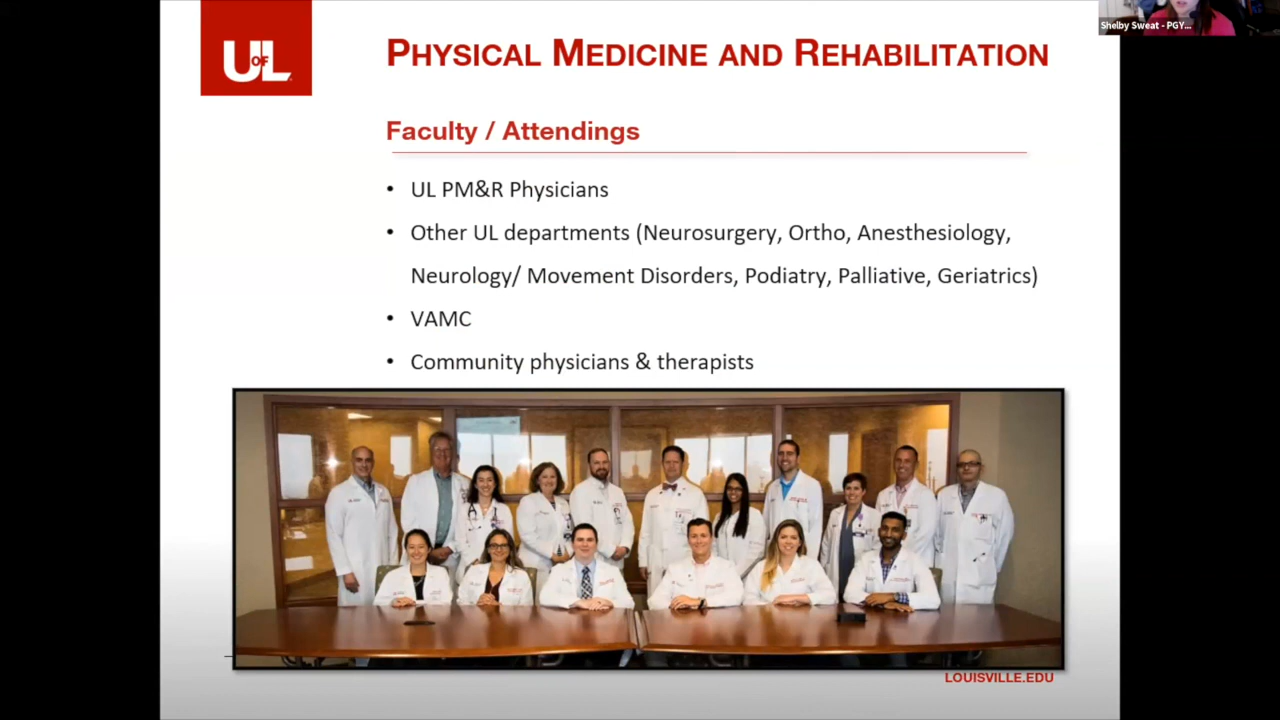 Shelby Sweat - PGY...
UofL
PHYSICAL MEDICINE AND REHABILITATION
Faculty / Attendings
• UL PM&R Physicians
• Other UL departments (Neurosurgery, Ortho, Anesthesiology,
Neurology/ Movement Disorders, Podiatry, Palliative, Geriatrics)
• VAMC
• Community physicians & therapists
LOUISVILLE.EDU